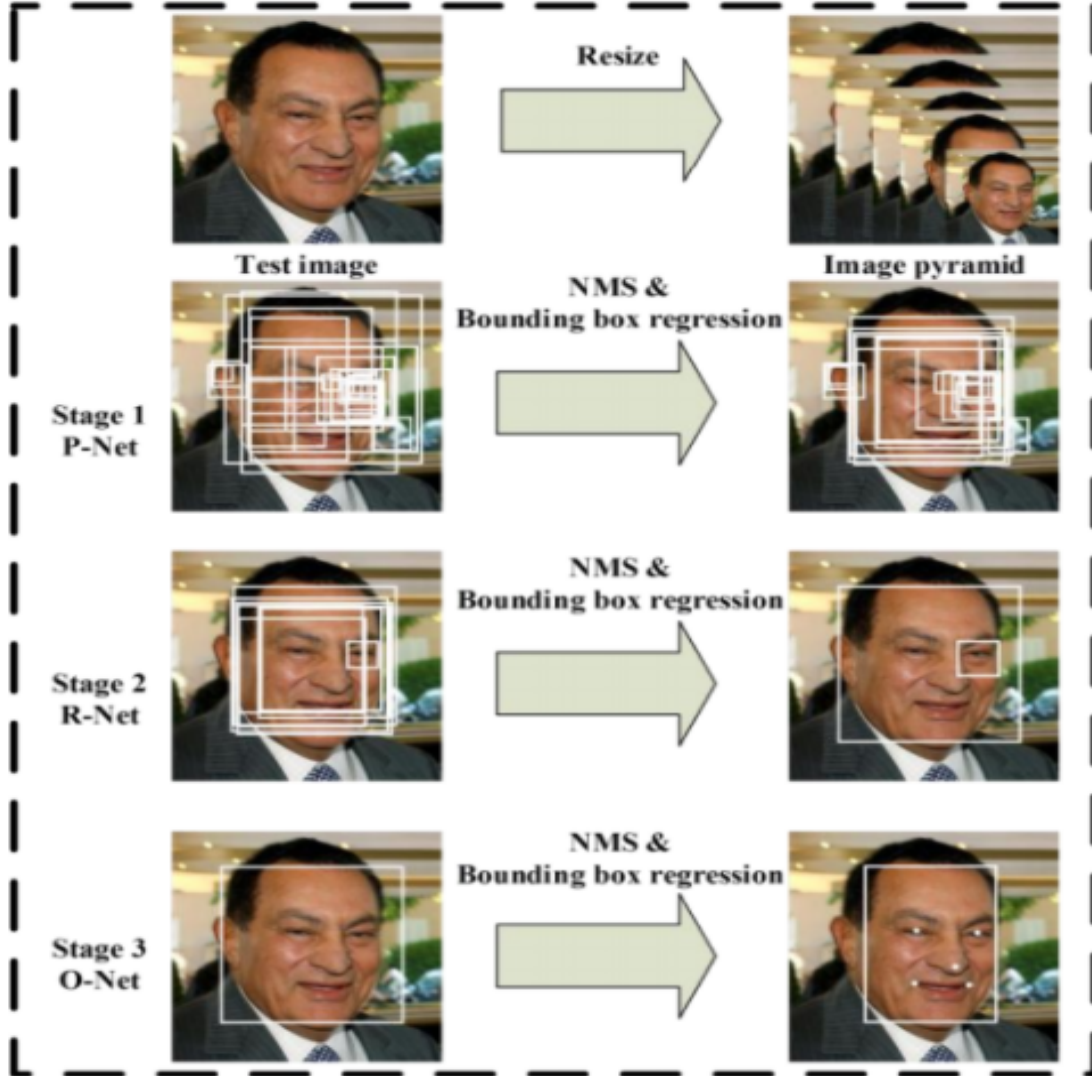 Resize
Test image
Image pyramid
NMS &
Bounding box regression
Stage 1
P-Net
NMS &
Bounding box regression
Stage 2
R-Net
NMS &
Bounding box regression
Stage 3
O-Net